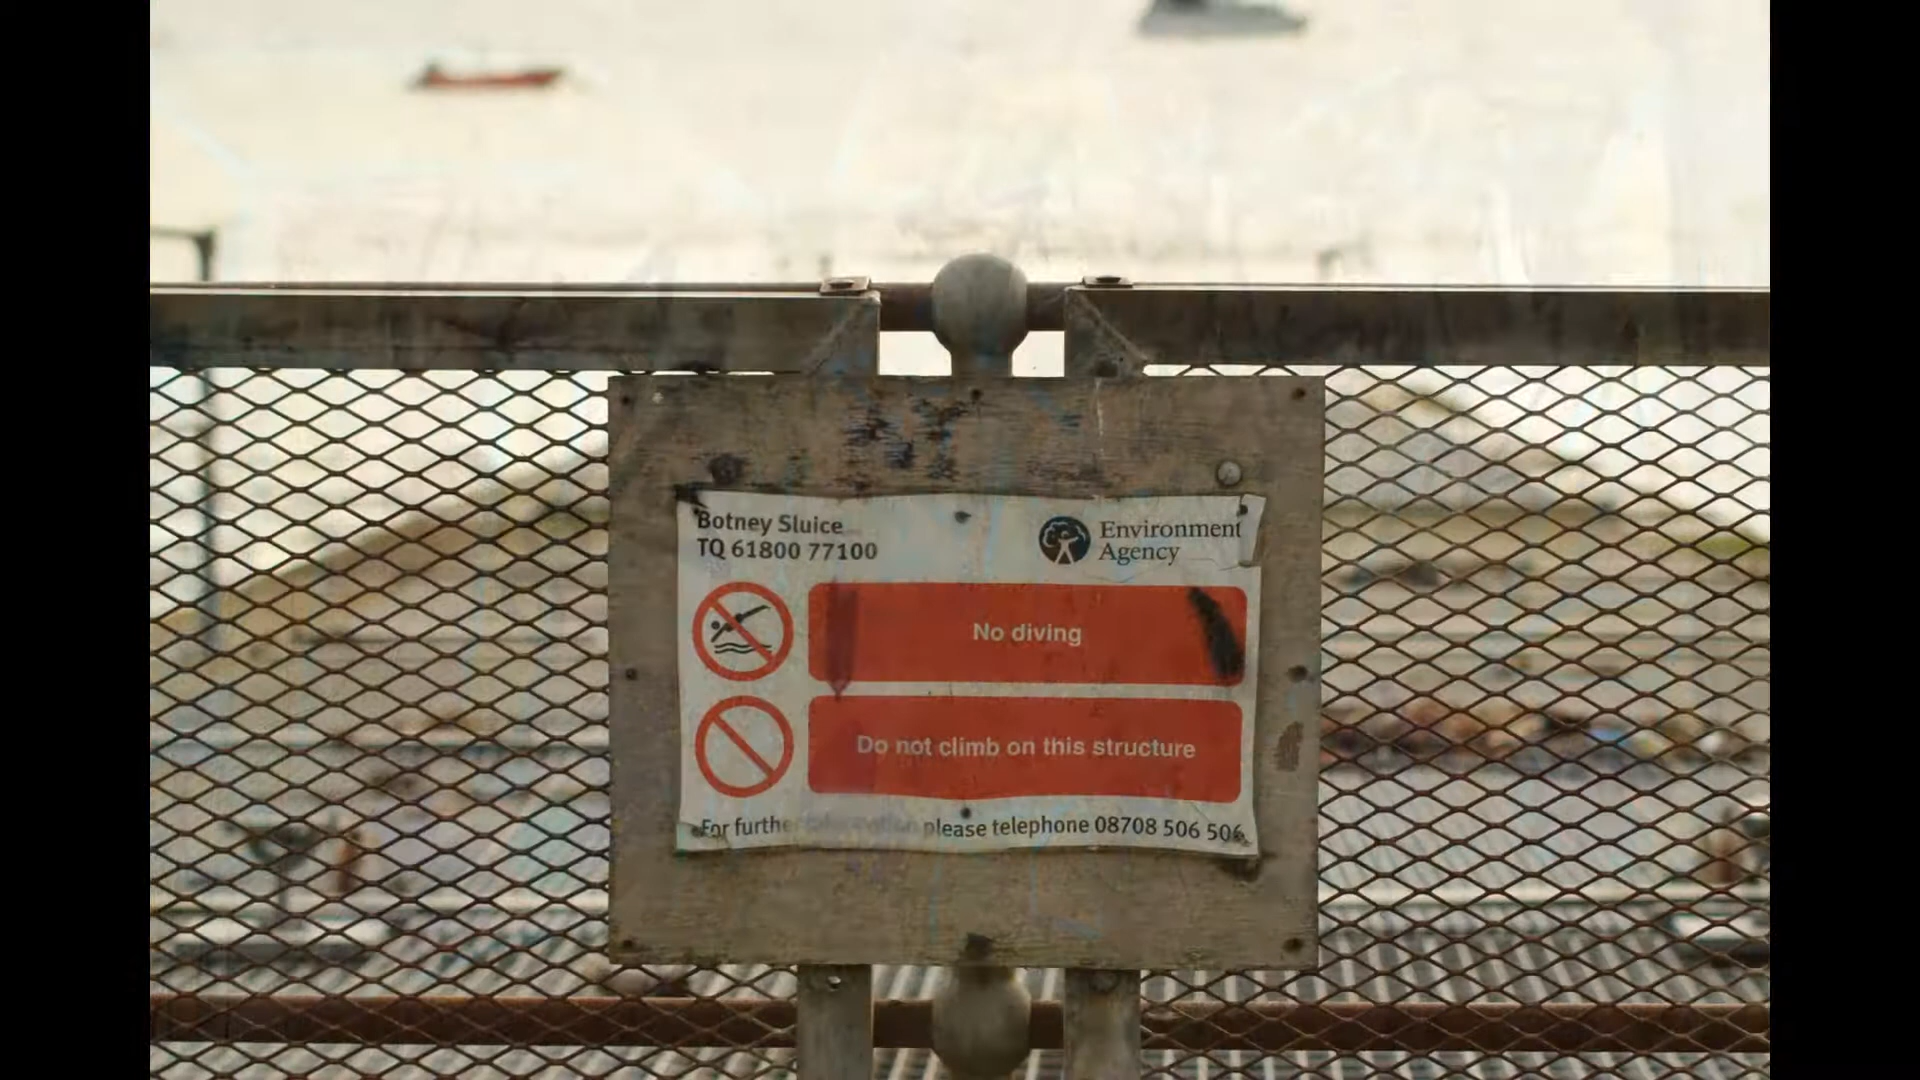 Botney Sluice
TQ 61800 77100
Environment
Agency
No diving
Do not climb on this structure
For further information please telephone 08708 506 506